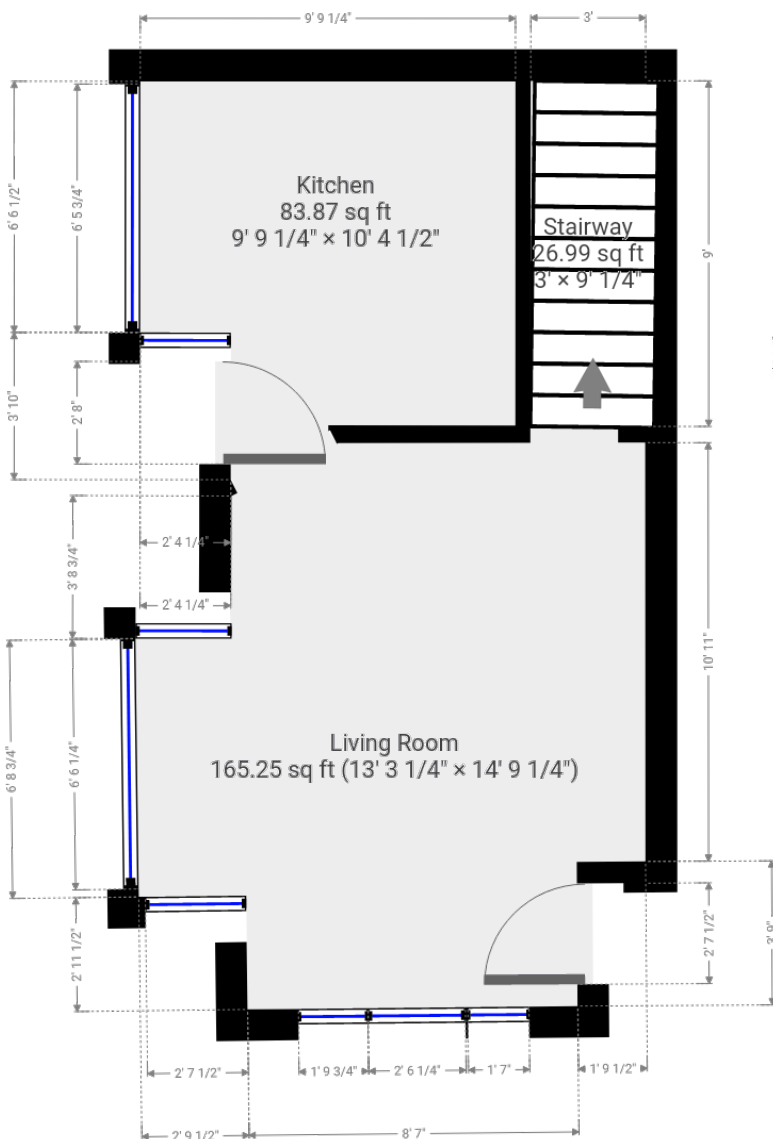 9' 9 1/4"
3'
Kitchen
83.87 sq ft
9' 9 1/4" × 10' 4 1/2"
Stairway
26.99 sq ft
3' × 9' 1/4"
6' 6 1/2"
6' 5 3/4"
9'
3' 10"
2' 8"
2' 4 1/4"
3' 8 3/4"
2' 4 1/4"
10' 11"
Living Room
165.25 sq ft (13' 3 1/4" × 14' 9 1/4")
6' 8 3/4"
6' 6 1/4"
2' 11 1/2"
2' 7 1/2"
3' 9"
2' 7 1/2"
1' 9 3/4"
2' 6 1/4"
1' 7"
1' 9 1/2"
2' 9 1/2"
8' 7"